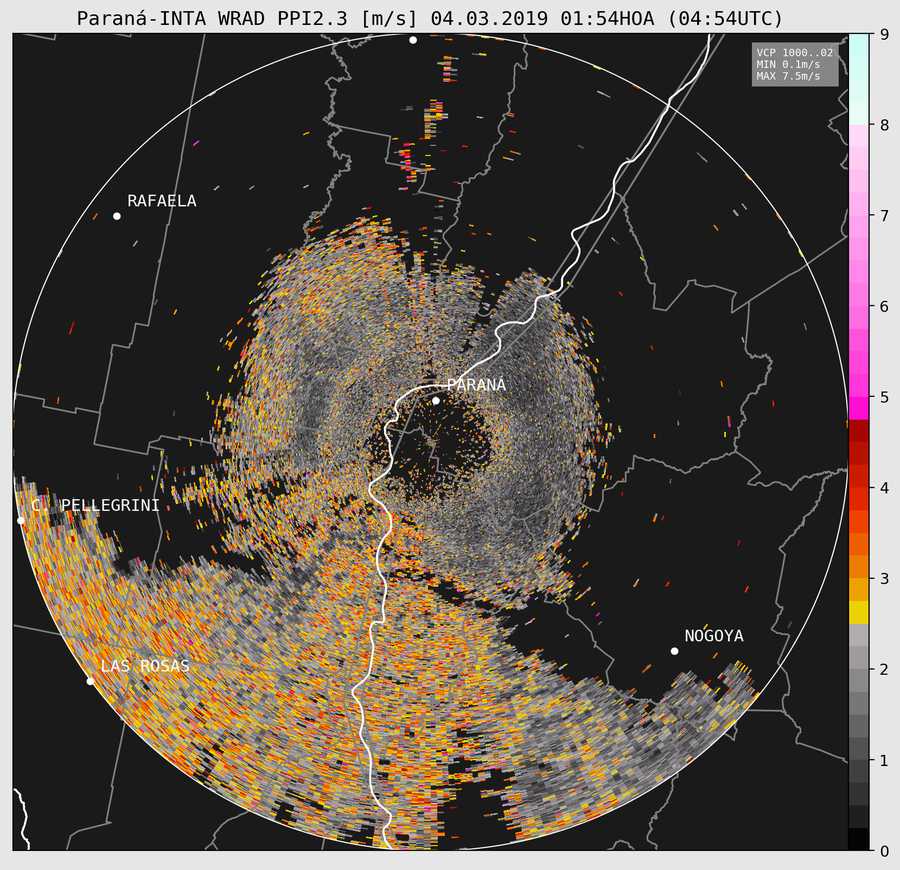 Paraná-INTA WRAD PPI2.3 [m/s] 04.03.2019 01:54HOA (04:54UTC)
VCP 1000..02
MIN 0.1m/s
MAX 7.5m/s
9
8
7
6
5
4
3
2
1
0
RAFAELA
PARANÁ
C. PELLEGRINI
NOGOYA
LAS ROSAS